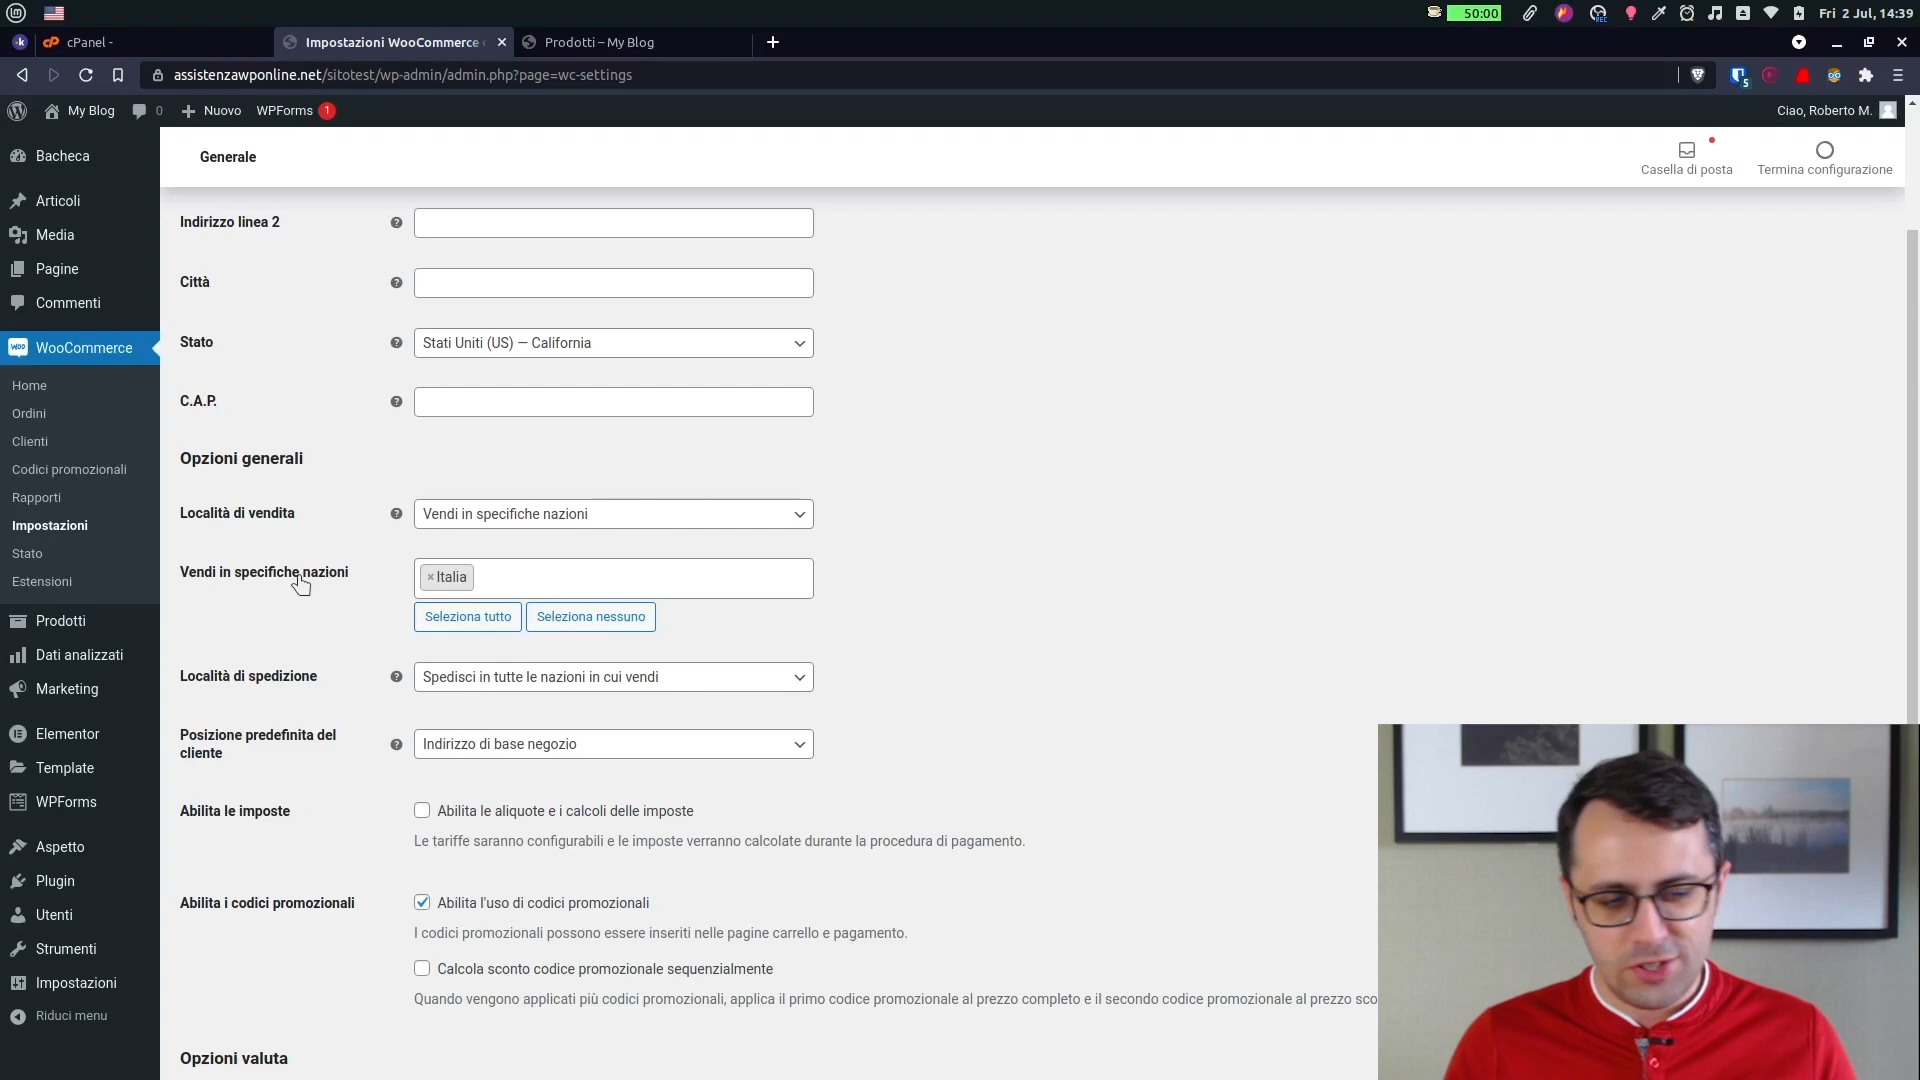 50:00
REC
Fri 2 Jul, 14:39
k
cP cPanel -
Impostazioni WooCommerce
Prodotti – My Blog
assistenzawponline.net/sitotest/wp-admin/admin.php?page=wc-settings
5
My Blog
0
Nuovo
WPForms 1
Ciao, Roberto M.
Bacheca
Articoli
Media
Pagine
Commenti
WooCommerce
Home
Ordini
Clienti
Codici promozionali
Rapporti
Impostazioni
Stato
Estensioni
Prodotti
Dati analizzati
Marketing
Elementor
Template
WPForms
Aspetto
Plugin
Utenti
Strumenti
Impostazioni
Riduci menu
Generale
Casella di posta
Termina configurazione
Indirizzo linea 2
Città
Stato
Stati Uniti (US) — California
C.A.P.
Opzioni generali
Località di vendita
Vendi in specifiche nazioni
Vendi in specifiche nazioni
×Italia
Seleziona tutto
Seleziona nessuno
Località di spedizione
Spedisci in tutte le nazioni in cui vendi
Posizione predefinita del
cliente
Indirizzo di base negozio
Abilita le imposte
Abilita le aliquote e i calcoli delle imposte
Le tariffe saranno configurabili e le imposte verranno calcolate durante la procedura di pagamento.
Abilita i codici promozionali
Abilita l'uso di codici promozionali
I codici promozionali possono essere inseriti nelle pagine carrello e pagamento.
Calcola sconto codice promozionale sequenzialmente
Quando vengono applicati più codici promozionali, applica il primo codice promozionale al prezzo completo e il secondo codice promozionale al prezzo sco
Opzioni valuta